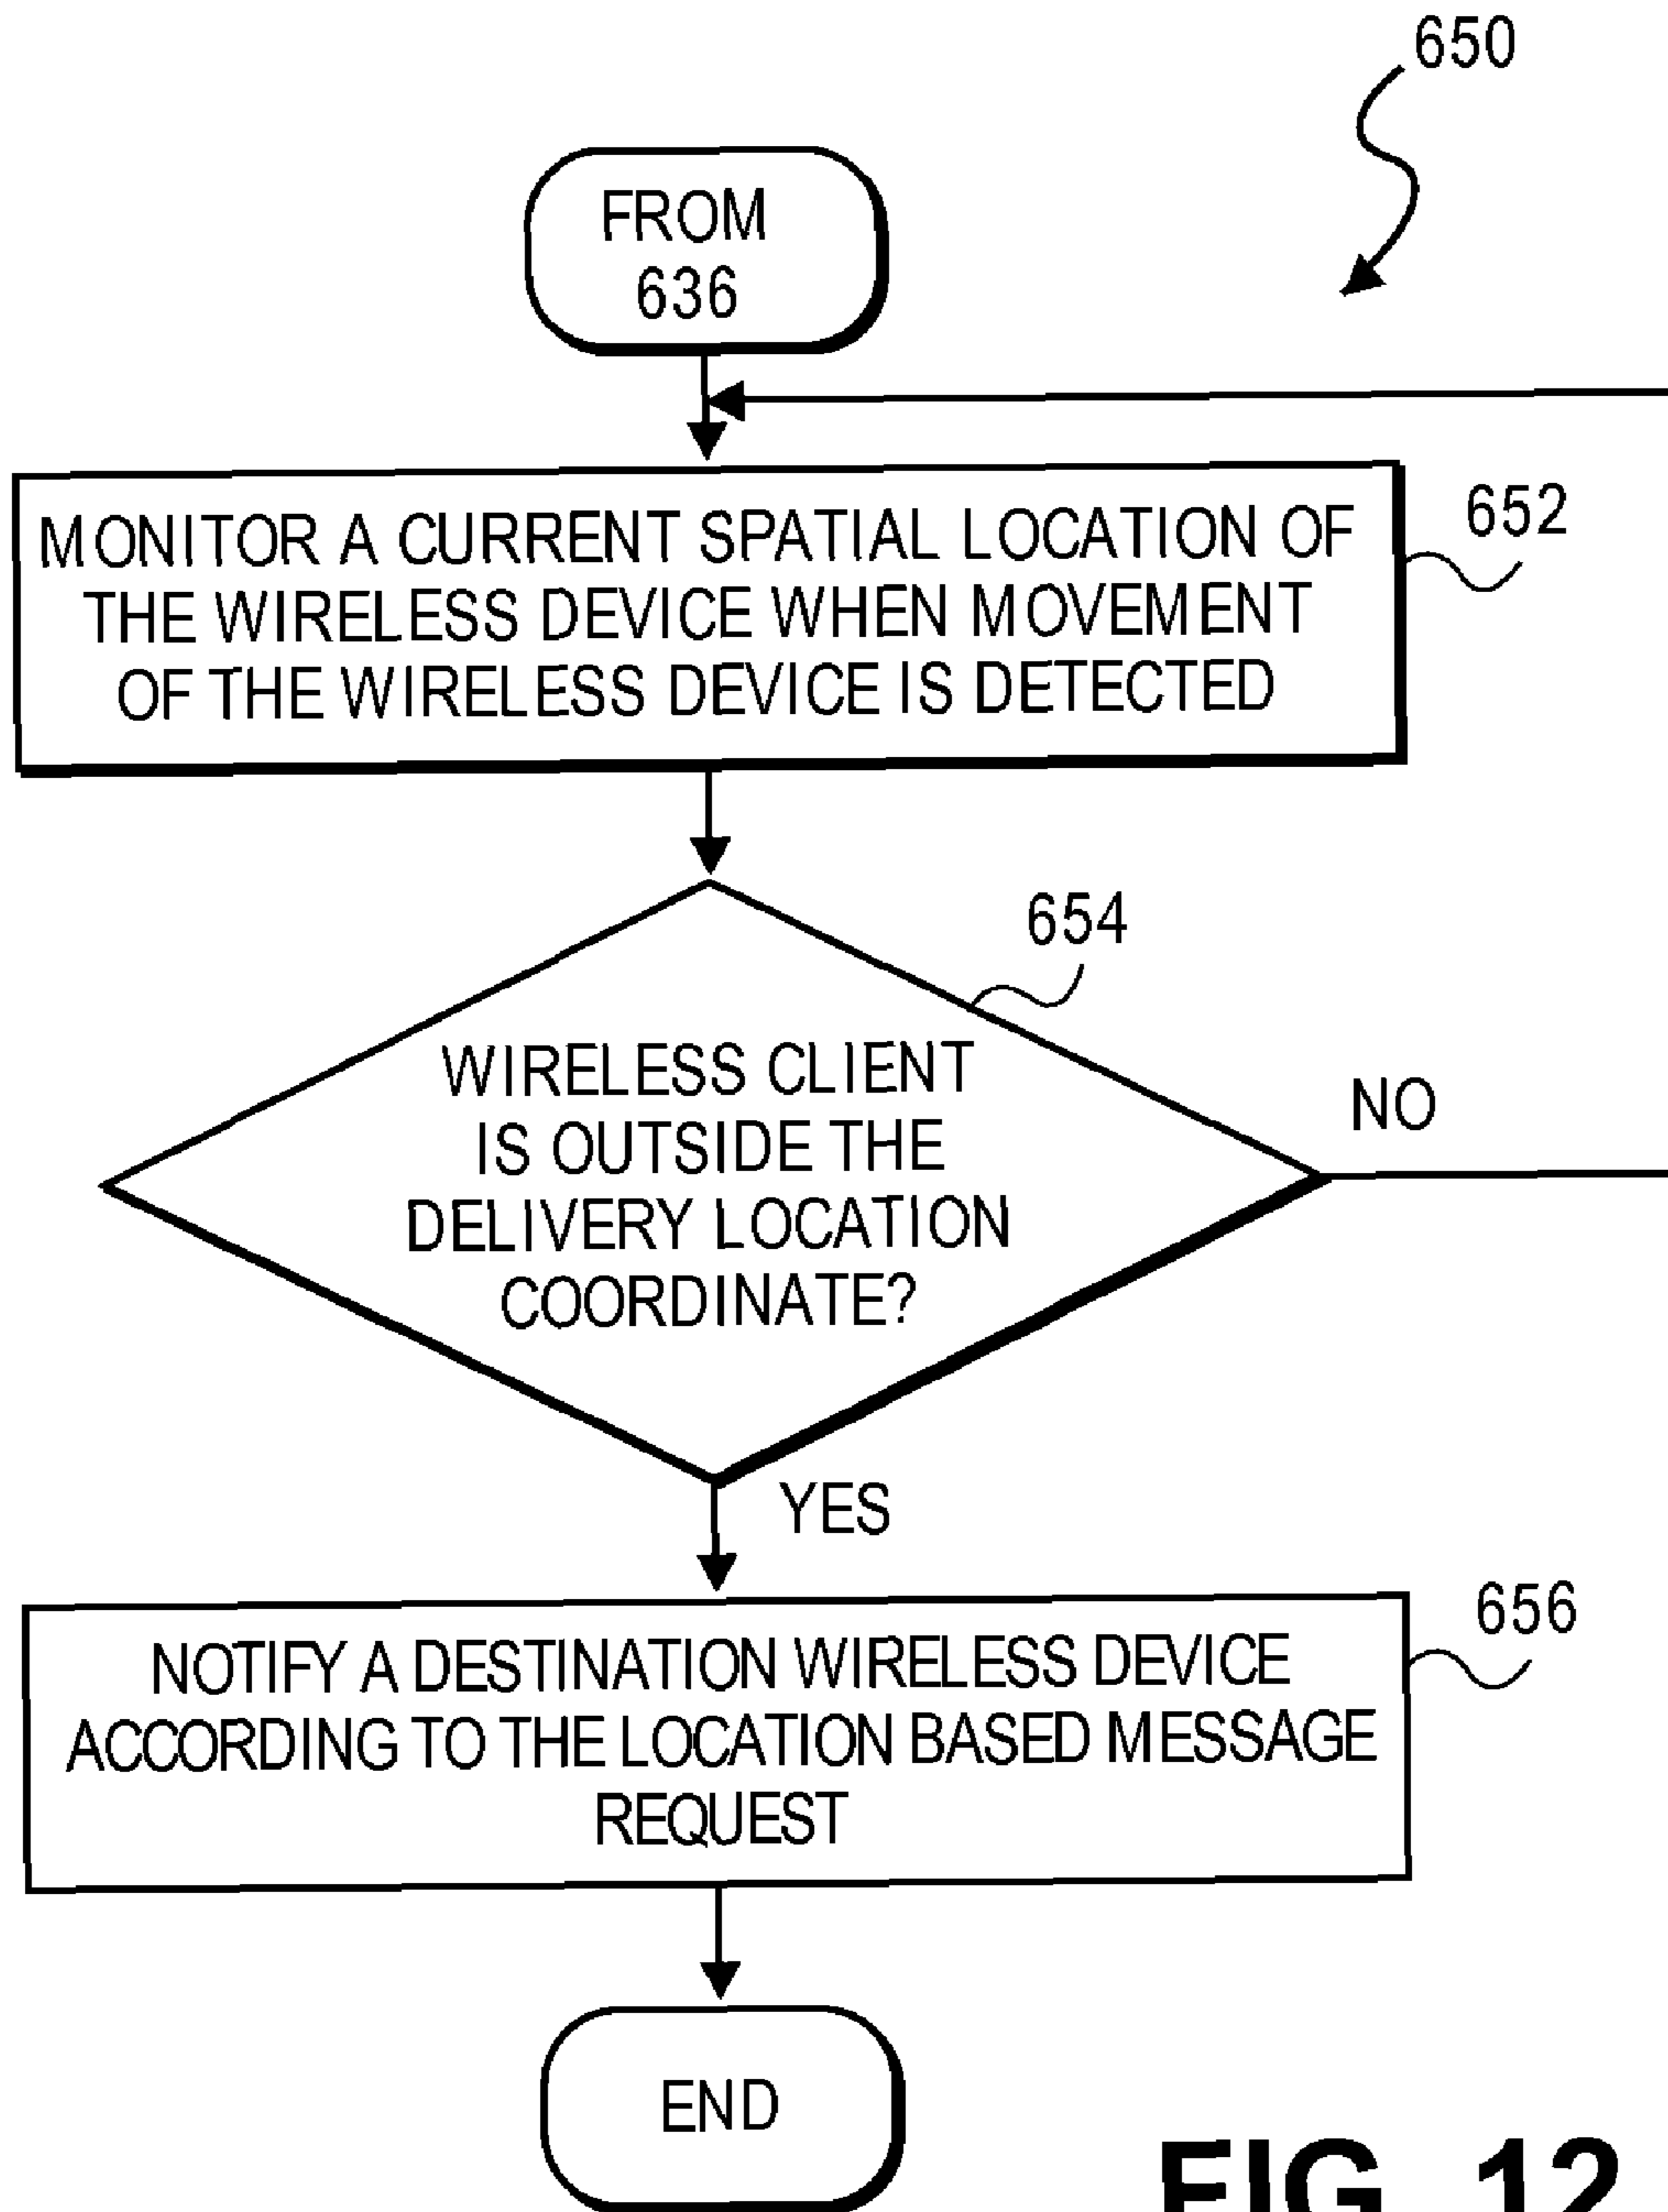 650
FROM
636
MONITOR A CURRENT SPATIAL LOCATION OF
THE WIRELESS DEVICE WHEN MOVEMENT
OF THE WIRELESS DEVICE IS DETECTED
652
654
WIRELESS CLIENT
IS OUTSIDE THE
DELIVERY LOCATION
COORDINATE?
NO
YES
NOTIFY A DESTINATION WIRELESS DEVICE
ACCORDING TO THE LOCATION BASED MESSAGE
REQUEST
656
END
FIG. 12